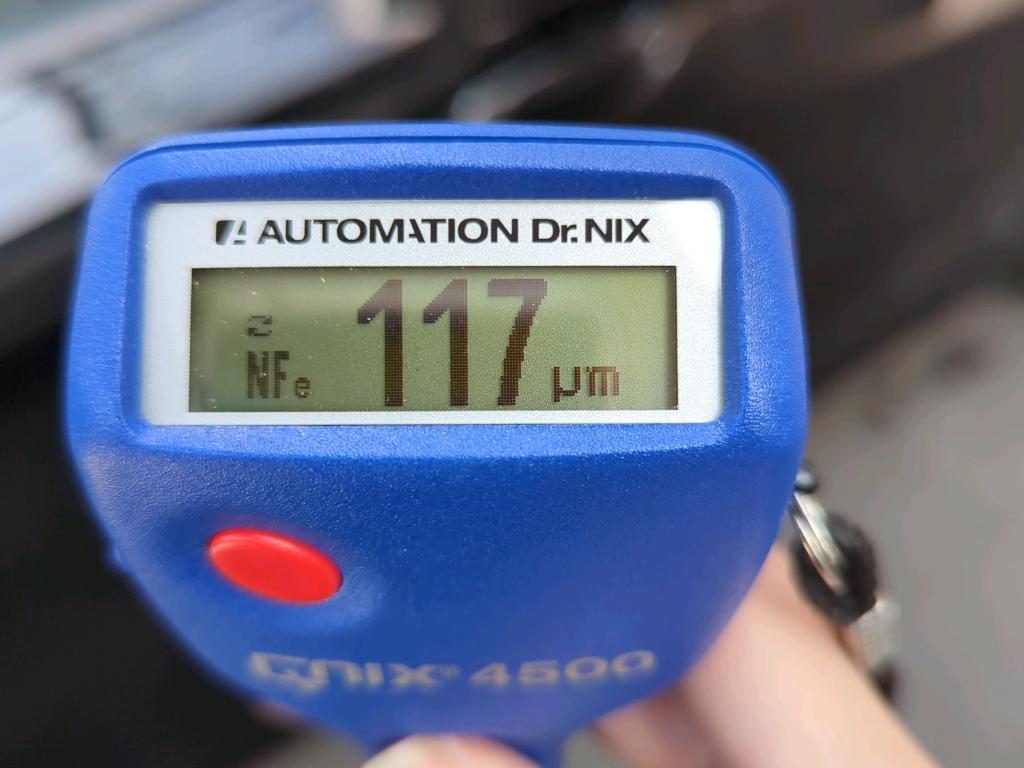 AUTOMATION Dr. NIX
NFe 117 µm
QNIX® 4500